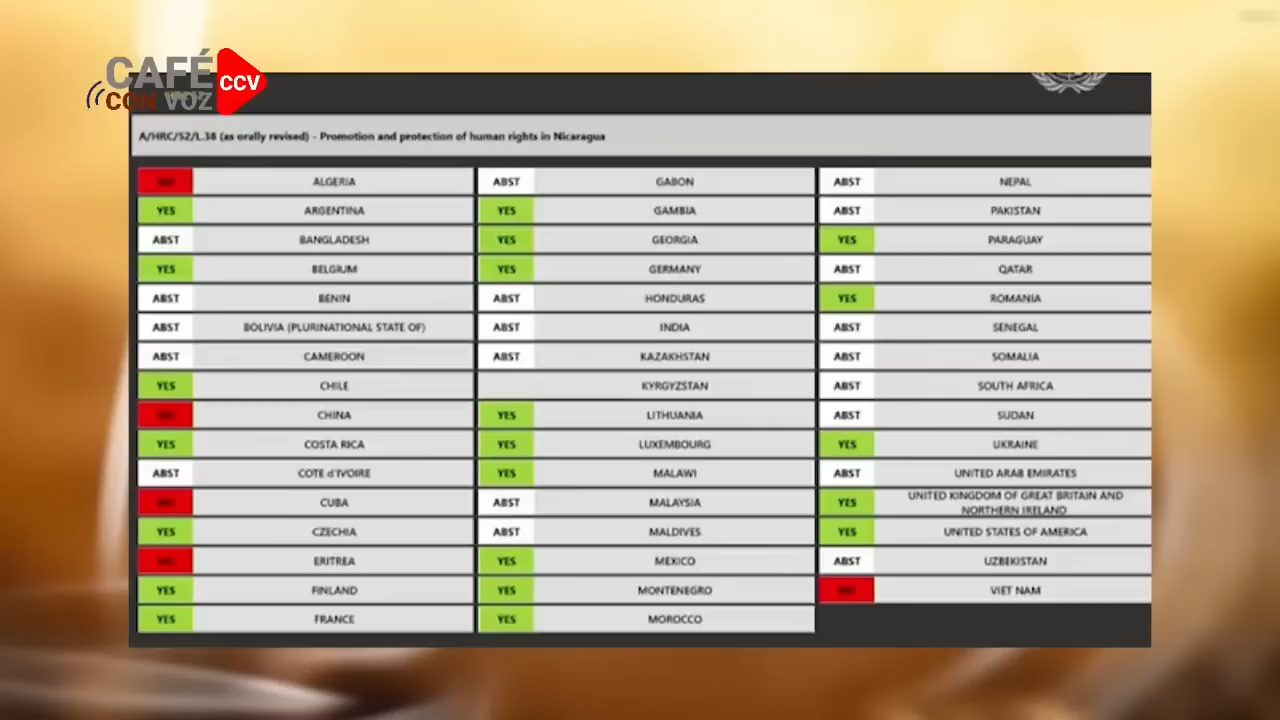 CAFÉ
CON VOZ
CCV
A/HRC/52/L.38 (as orally revised) - Promotion and protection of human rights in Nicaragua
NO ALGERIA
YES ARGENTINA
ABST BANGLADESH
YES BELGIUM
ABST BENIN
ABST BOLIVIA (PLURINATIONAL STATE OF)
ABST CAMEROON
YES CHILE
NO CHINA
YES COSTA RICA
ABST COTE d'IVOIRE
NO CUBA
YES CZECHIA
NO ERITREA
YES FINLAND
YES FRANCE
ABST GABON
YES GAMBIA
YES GEORGIA
YES GERMANY
ABST HONDURAS
ABST INDIA
ABST KAZAKHSTAN
KYRGYZSTAN
YES LITHUANIA
YES LUXEMBOURG
YES MALAWI
ABST MALAYSIA
ABST MALDIVES
YES MEXICO
YES MONTENEGRO
YES MOROCCO
ABST NEPAL
ABST PAKISTAN
YES PARAGUAY
ABST QATAR
YES ROMANIA
ABST SENEGAL
ABST SOMALIA
ABST SOUTH AFRICA
ABST SUDAN
YES UKRAINE
ABST UNITED ARAB EMIRATES
YES UNITED KINGDOM OF GREAT BRITAIN AND
NORTHERN IRELAND
YES UNITED STATES OF AMERICA
ABST UZBEKISTAN
NO VIET NAM